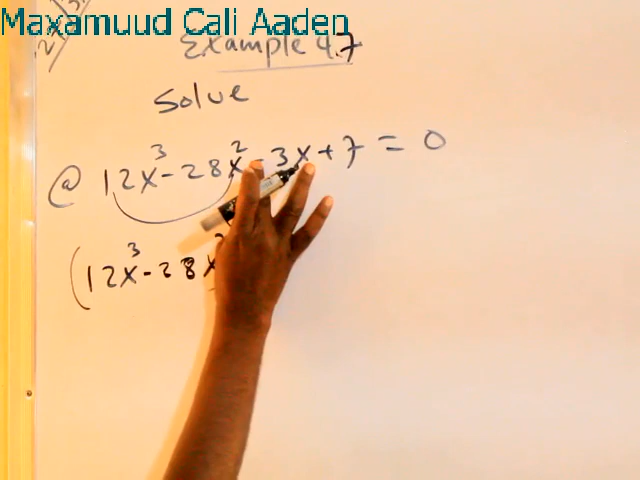 Maxamuud Cali Aaden
Example 4.7
Solve
@ 12x³ - 28x² - 3x + 7 = 0
(12x³ - 28x